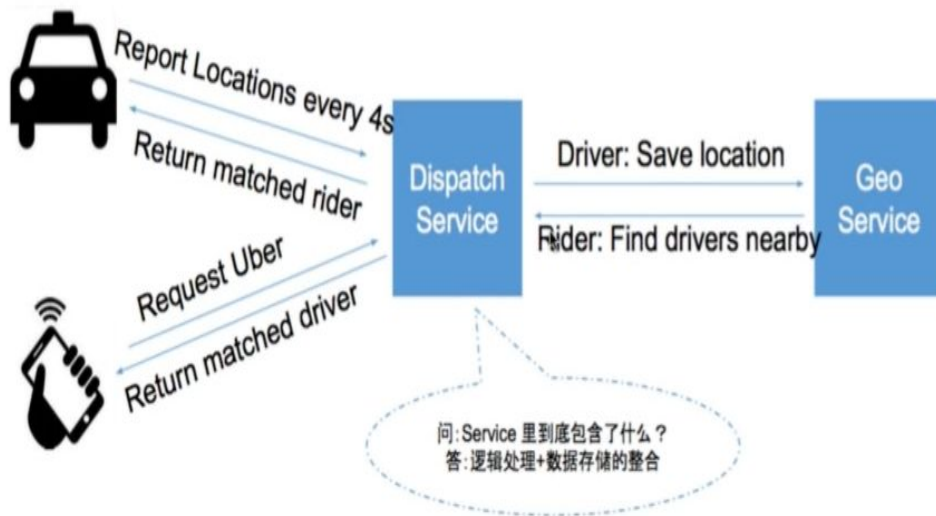 Report Locations every 4s
Return matched rider
Request Uber
Return matched driver
Dispatch
Service
Driver: Save location
Rider: Find drivers nearby
Geo
Service
问:Service 里到底包含了什么？
答:逻辑处理+数据存储的整合